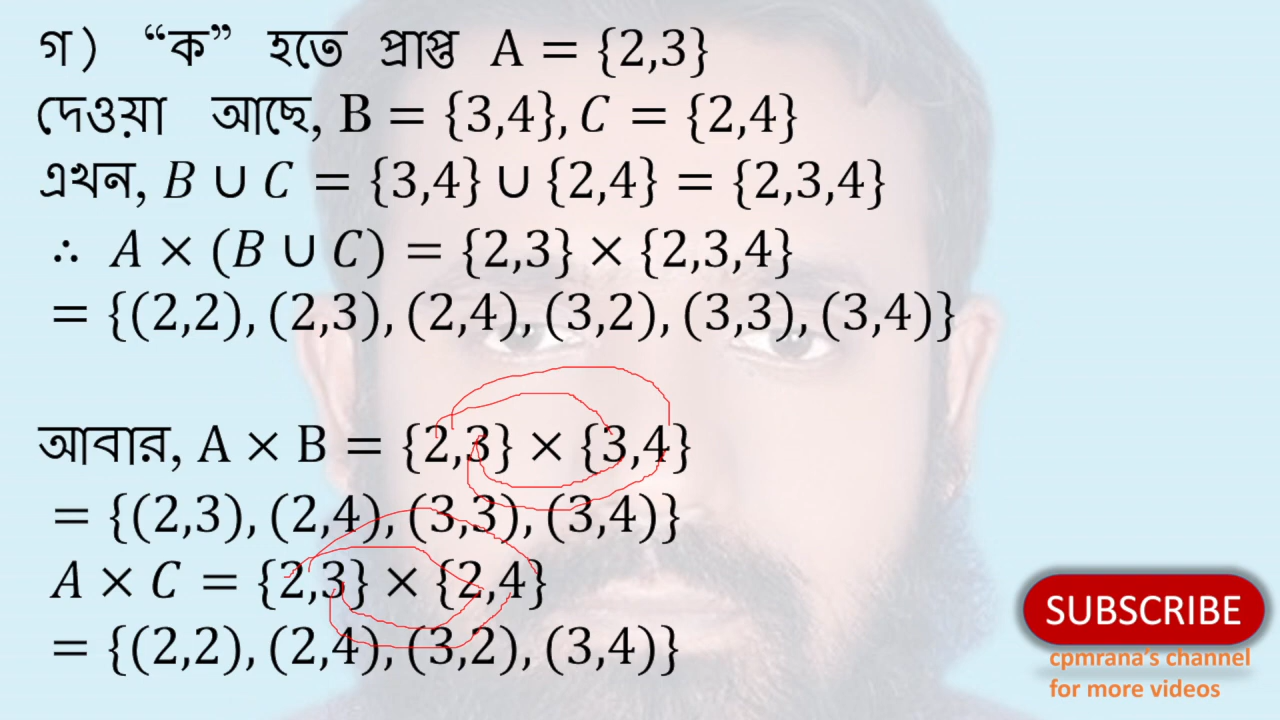 গ) “ক” হতে প্রাপ্ত A = {2,3}
দেওয়া আছে, B = {3,4}, C = {2,4}
এখন, B ∪ C = {3,4} ∪ {2,4} = {2,3,4}
∴ A × (B ∪ C) = {2,3} × {2,3,4}
= {(2,2), (2,3), (2,4), (3,2), (3,3), (3,4)}
আবার, A × B = {2,3} × {3,4}
= {(2,3), (2,4), (3,3), (3,4)}
A × C = {2,3} × {2,4}
= {(2,2), (2,4), (3,2), (3,4)}
SUBSCRIBE
cpmrana’s channel
for more videos